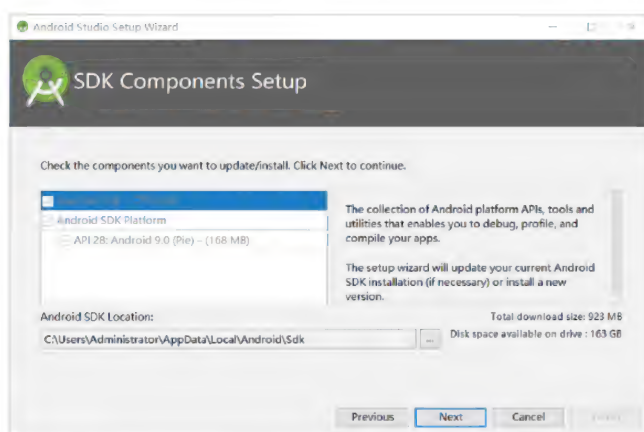 Android Studio Setup Wizard
SDK Components Setup
Check the components you want to update/install. Click Next to continue.
Android SDK Platform
API 28: Android 9.0 (Pie) – (168 MB)
The collection of Android platform APIs, tools and
utilities that enables you to debug, profile, and
compile your apps.
The setup wizard will update your current Android
SDK installation (if necessary) or install a new
version.
Android SDK Location:
Total download size: 923 MB
C:\Users\Administrator\AppData\Local\Android\Sdk
...
Disk space available on drive : 163 GB
Previous
Next
Cancel